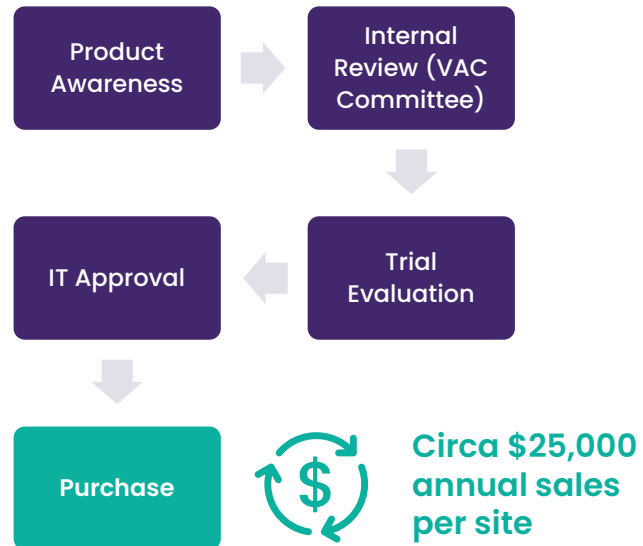 Product
Awareness
Internal
Review (VAC
Committee)
Trial
Evaluation
IT Approval
Purchase
$
Circa $25,000
annual sales
per site